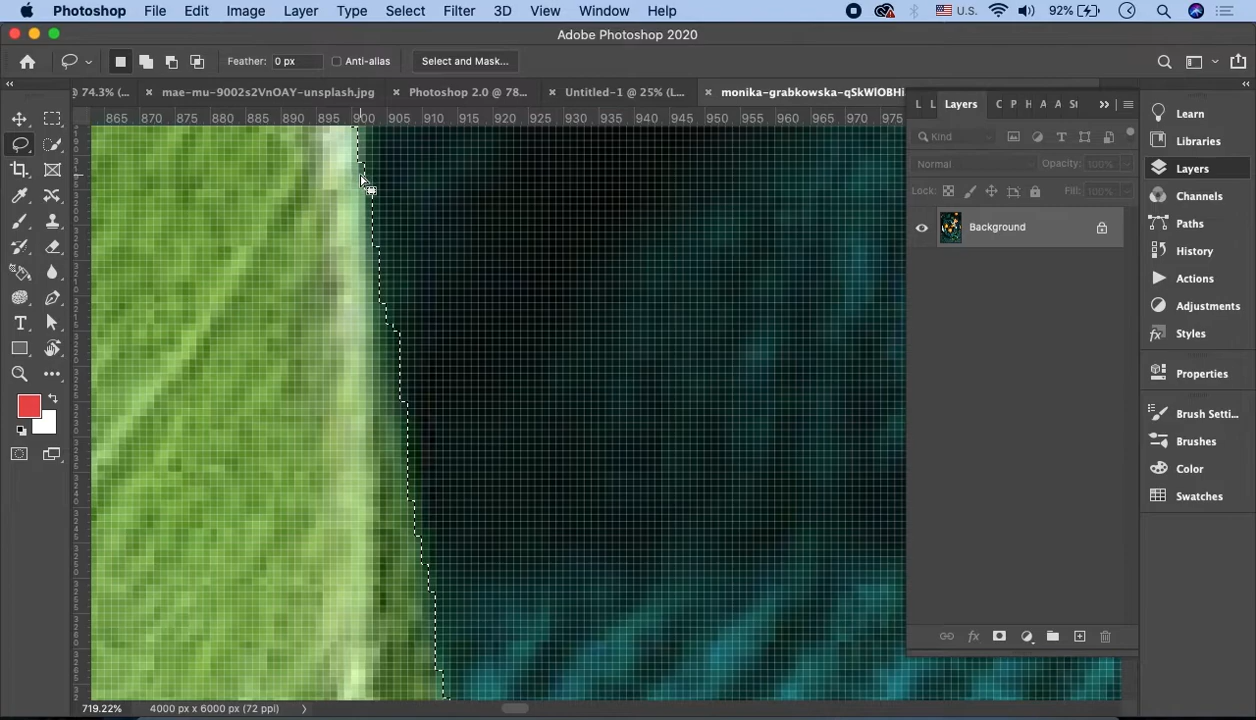 Photoshop File Edit Image Layer Type Select Filter 3D View Window Help U.S. 92%
Adobe Photoshop 2020
Feather: 0 px Anti-alias Select and Mask...
@ 74.3% (... mae-mu-9002s2VnOAY-unsplash.jpg Photoshop 2.0 @ 78... Untitled-1 @ 25% (L... monika-grabkowska-qSkWlOBHi
L L Layers C P H A A St
865 870 875 880 885 890 895 900 905 910 915 920 925 930 935 940 945 950 955 960 965 970 975
Kind
Normal Opacity: 100%
Lock: Fill: 100%
Background
Learn
Libraries
Layers
Channels
Paths
History
Actions
Adjustments
Styles
Properties
Brush Setti...
Brushes
Color
Swatches
719.22% 4000 px x 6000 px (72 ppi)